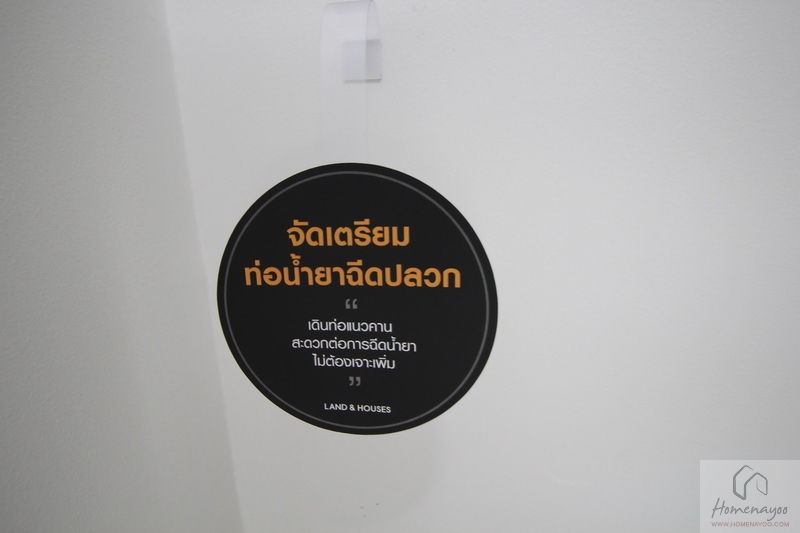 จัดเตรียม
ท่อน้ำยาฉีดปลวก
“
เดินท่อแนวคาน
สะดวกต่อการฉีดน้ำยา
ไม่ต้องเจาะเพิ่ม
”
LAND & HOUSES
Homenayoo
WWW.HOMENAYOO.COM